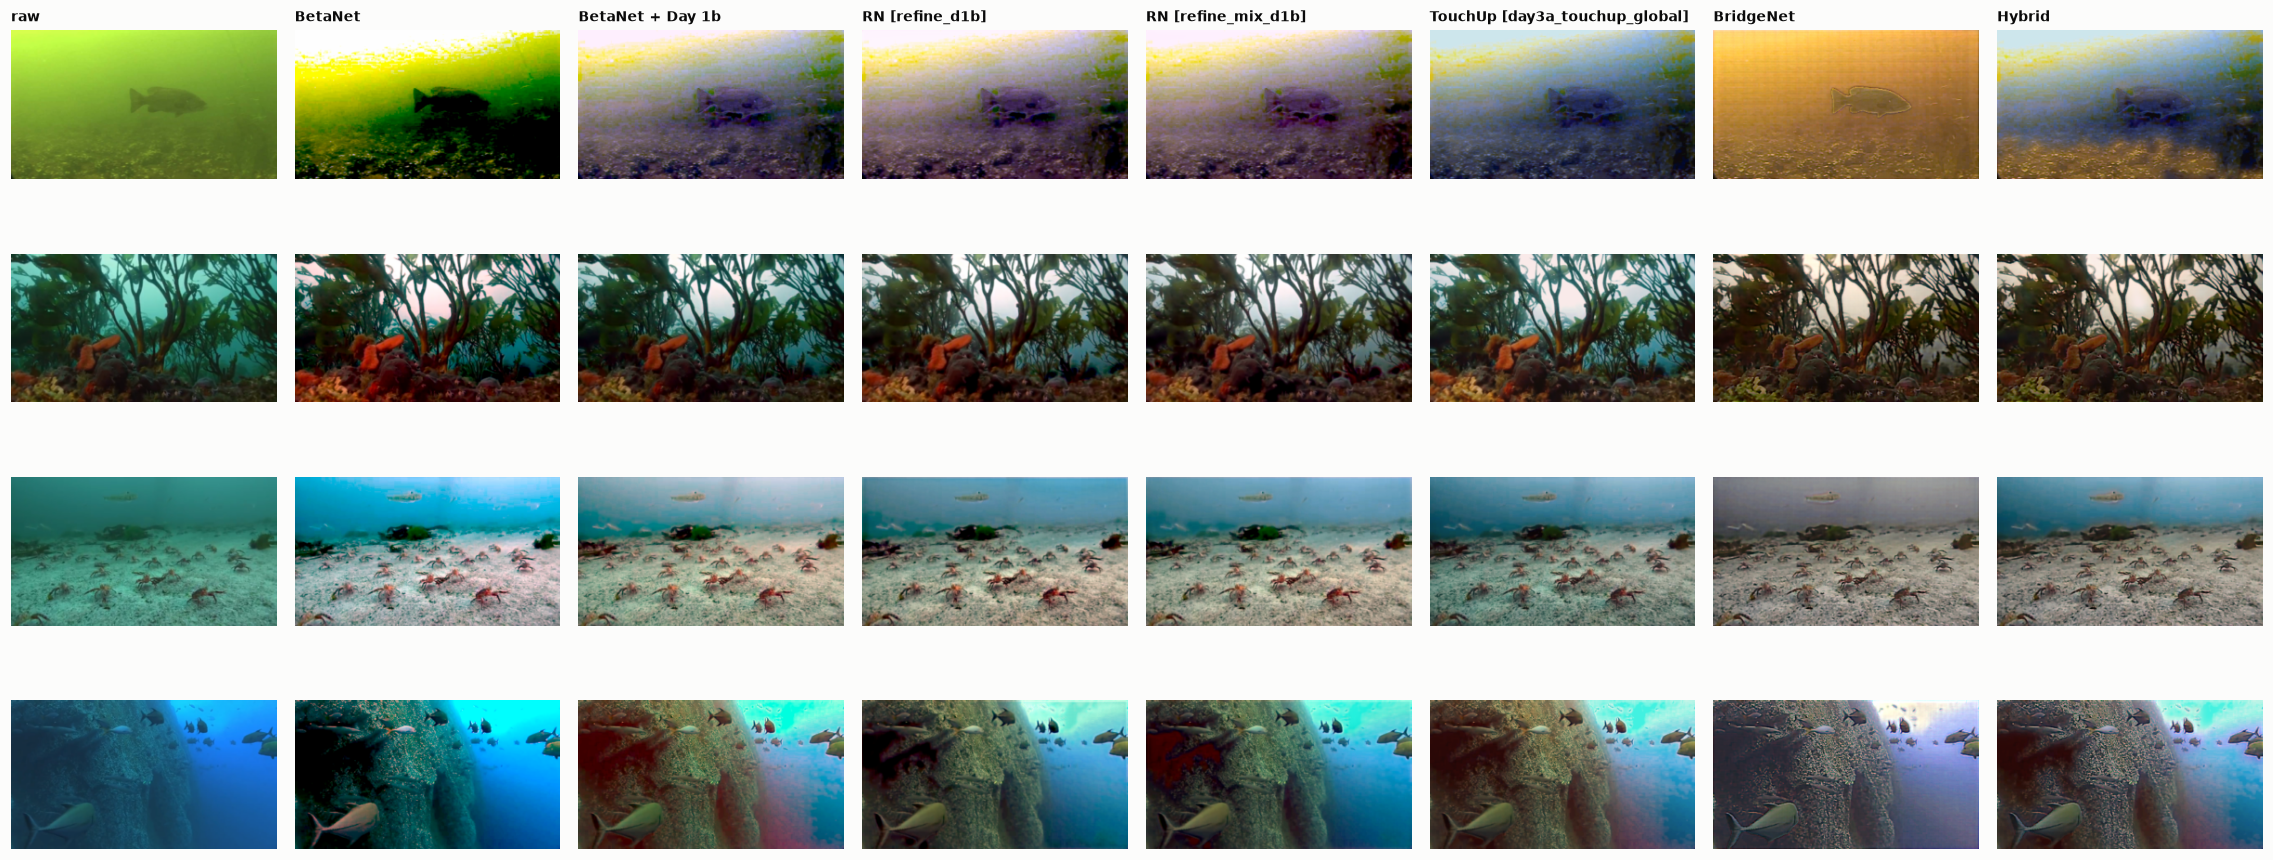 raw
BetaNet
BetaNet + Day 1b
RN [refine_d1b]
RN [refine_mix_d1b]
TouchUp [day3a_touchup_global]
BridgeNet
Hybrid